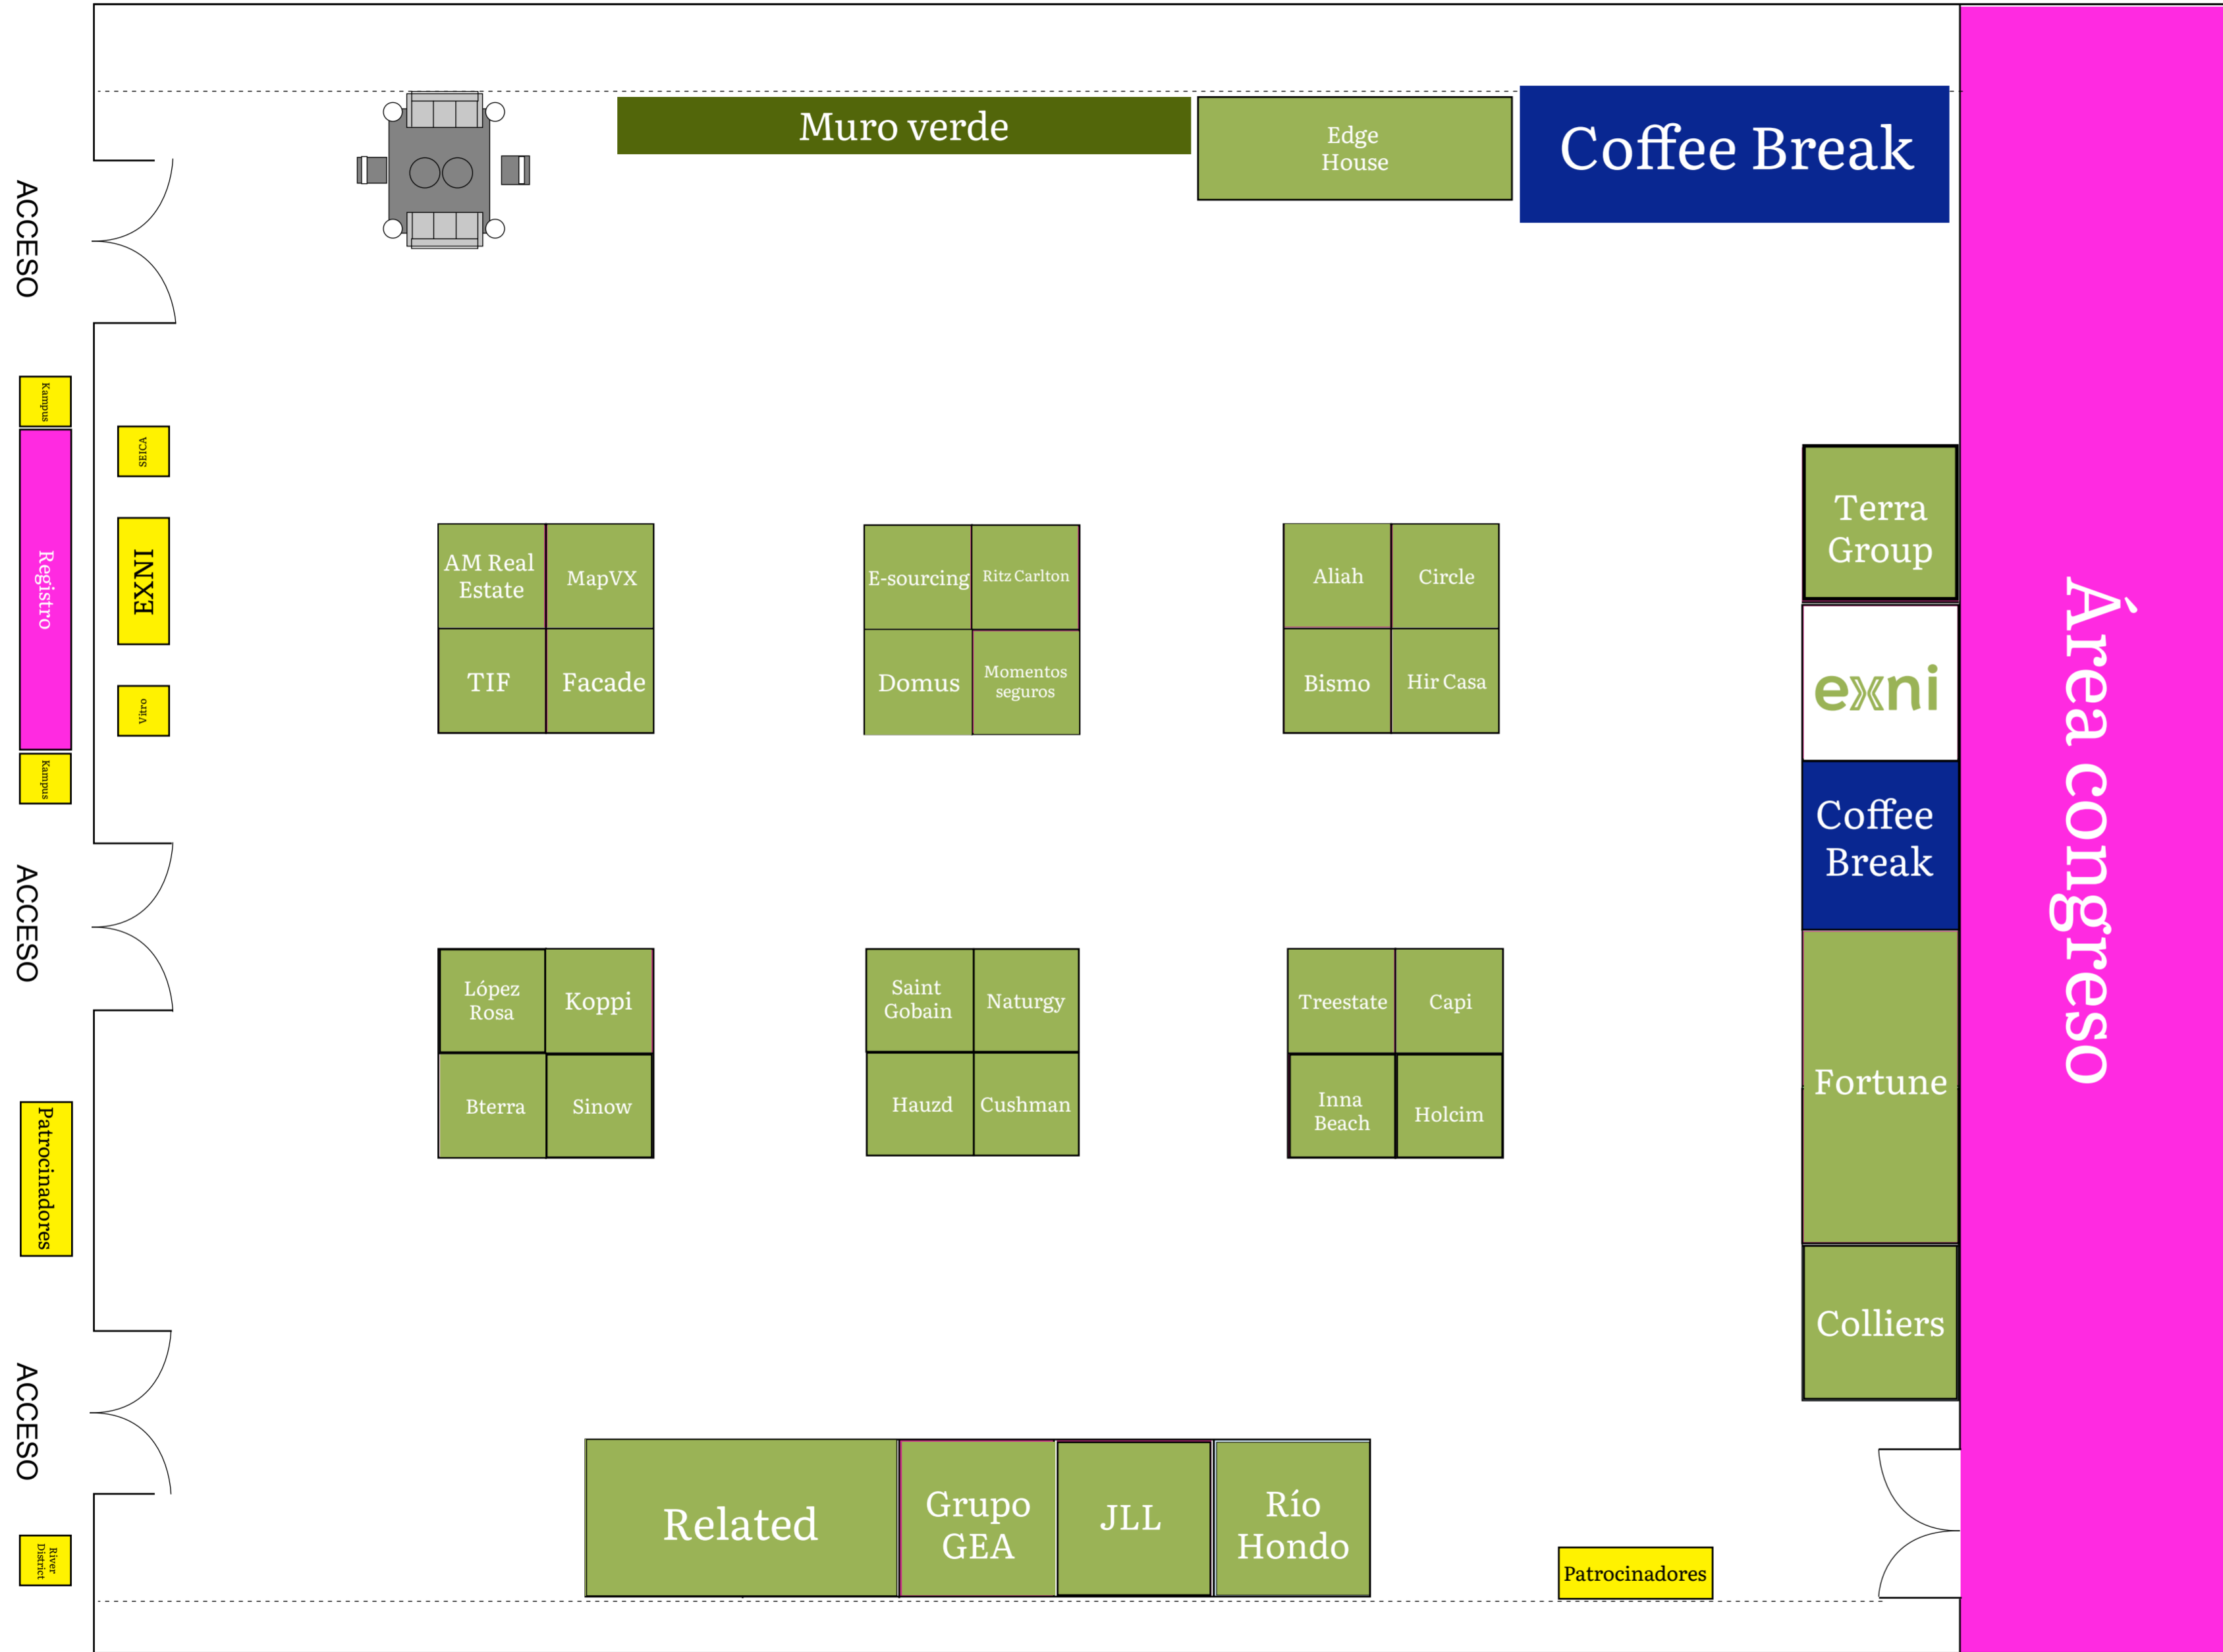 Muro verde
Edge
House
Coffee Break
ACCESO
Kampus
Registro
Kampus
SEICA
EXNI
Vitro
ACCESO
Patrocinadores
ACCESO
River
District
AM Real
Estate
MapVX
TIF
Facade
E-sourcing
Ritz Carlton
Domus
Momentos
seguros
Aliah
Circle
Bismo
Hir Casa
López
Rosa
Koppi
Bterra
Sinow
Saint
Gobain
Naturgy
Hauzd
Cushman
Treestate
Capi
Inna
Beach
Holcim
Terra
Group
exni
Coffee
Break
Fortune
Colliers
Área congreso
Related
Grupo
GEA
JLL
Río
Hondo
Patrocinadores